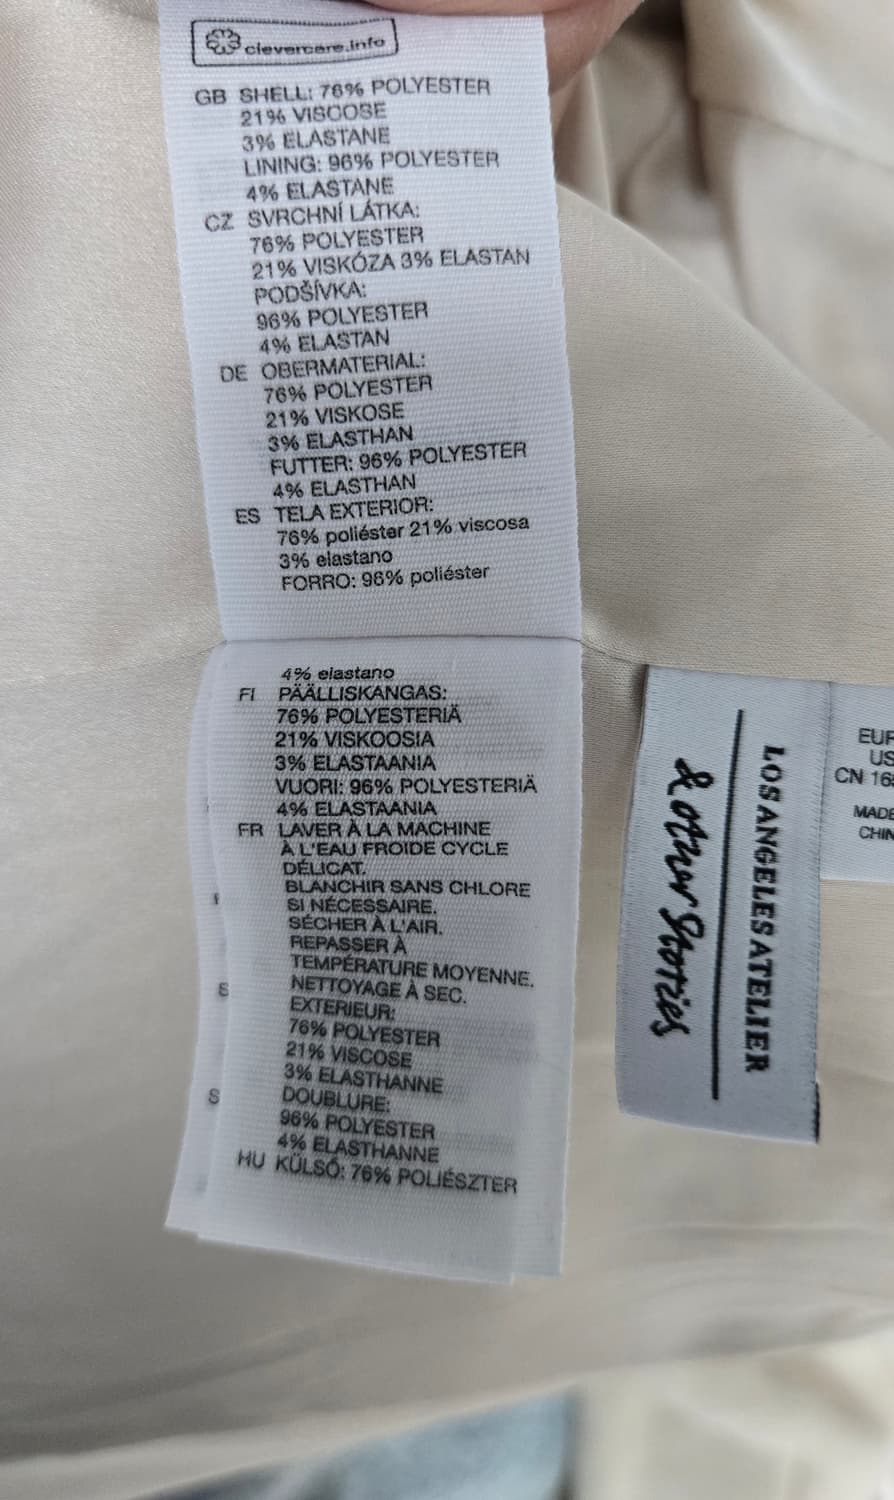 clevercare.info
GB SHELL: 76% POLYESTER
21% VISCOSE
3% ELASTANE
LINING: 96% POLYESTER
4% ELASTANE
CZ SVRCHNÍ LÁTKA:
76% POLYESTER
21% VISKÓZA 3% ELASTAN
PODŠÍVKA:
96% POLYESTER
4% ELASTAN
DE OBERMATERIAL:
76% POLYESTER
21% VISKOSE
3% ELASTHAN
FUTTER: 96% POLYESTER
4% ELASTHAN
ES TELA EXTERIOR:
76% poliéster 21% viscosa
3% elastano
FORRO: 96% poliéster
4% elastano
FI PÄÄLLISKANGAS:
76% POLYESTERIÄ
21% VISKOOSIA
3% ELASTAANIA
VUORI: 96% POLYESTERIÄ
4% ELASTAANIA
FR LAVER À LA MACHINE
À L'EAU FROIDE CYCLE
DÉLICAT.
BLANCHIR SANS CHLORE
SI NÉCESSAIRE.
SÉCHER À L'AIR.
REPASSER À
TEMPÉRATURE MOYENNE.
NETTOYAGE À SEC.
EXTERIEUR:
76% POLYESTER
21% VISCOSE
3% ELASTHANNE
DOUBLURE:
96% POLYESTER
4% ELASTHANNE
HU KÜLSŐ: 76% POLIÉSZTER
S
S
& Other Stories
LOS ANGELES ATELIER
EUR
US
CN 16
MADE
CHIN